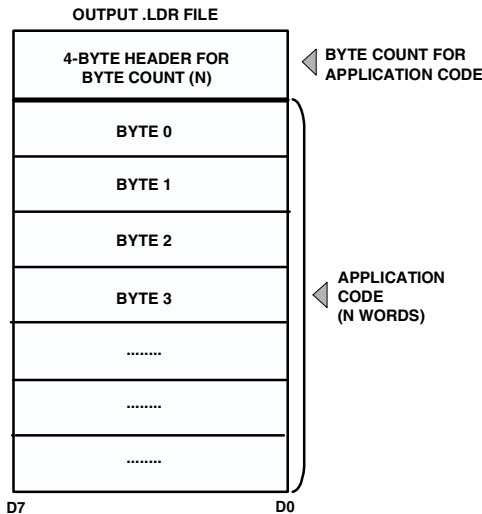 OUTPUT .LDR FILE
4-BYTE HEADER FOR
BYTE COUNT (N)
BYTE COUNT FOR
APPLICATION CODE
BYTE 0
BYTE 1
BYTE 2
BYTE 3
APPLICATION
CODE
(N WORDS)
........
........
........
D7
D0